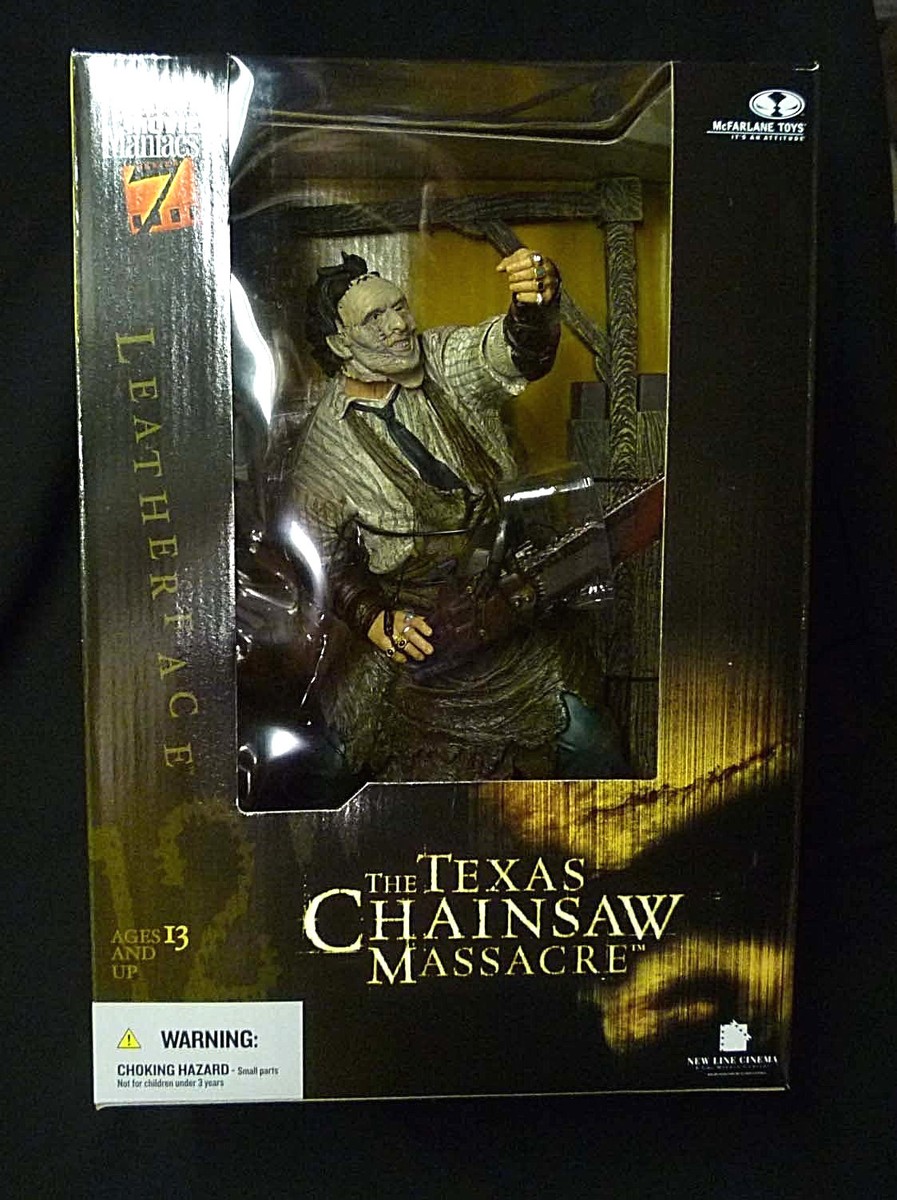 Movie
Maniacs
7
McFARLANE TOYS
IT'S AN ATTITUDE
LEATHERFACE
THE TEXAS
CHAINSAW
MASSACRE™
AGES 13
AND
UP
WARNING:
CHOKING HAZARD - Small parts
Not for children under 3 years
NEW LINE CINEMA